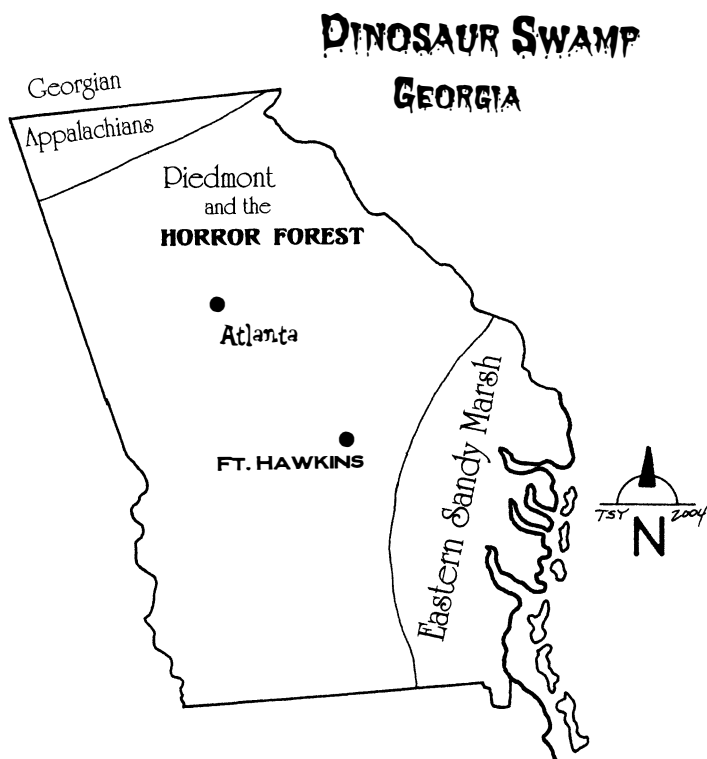 Dinosaur Swamp
Georgia
Georgian
Appalachians
Piedmont
and the
HORROR FOREST
Atlanta
Ft. Hawkins
Eastern Sandy Marsh
TSY 2004
N